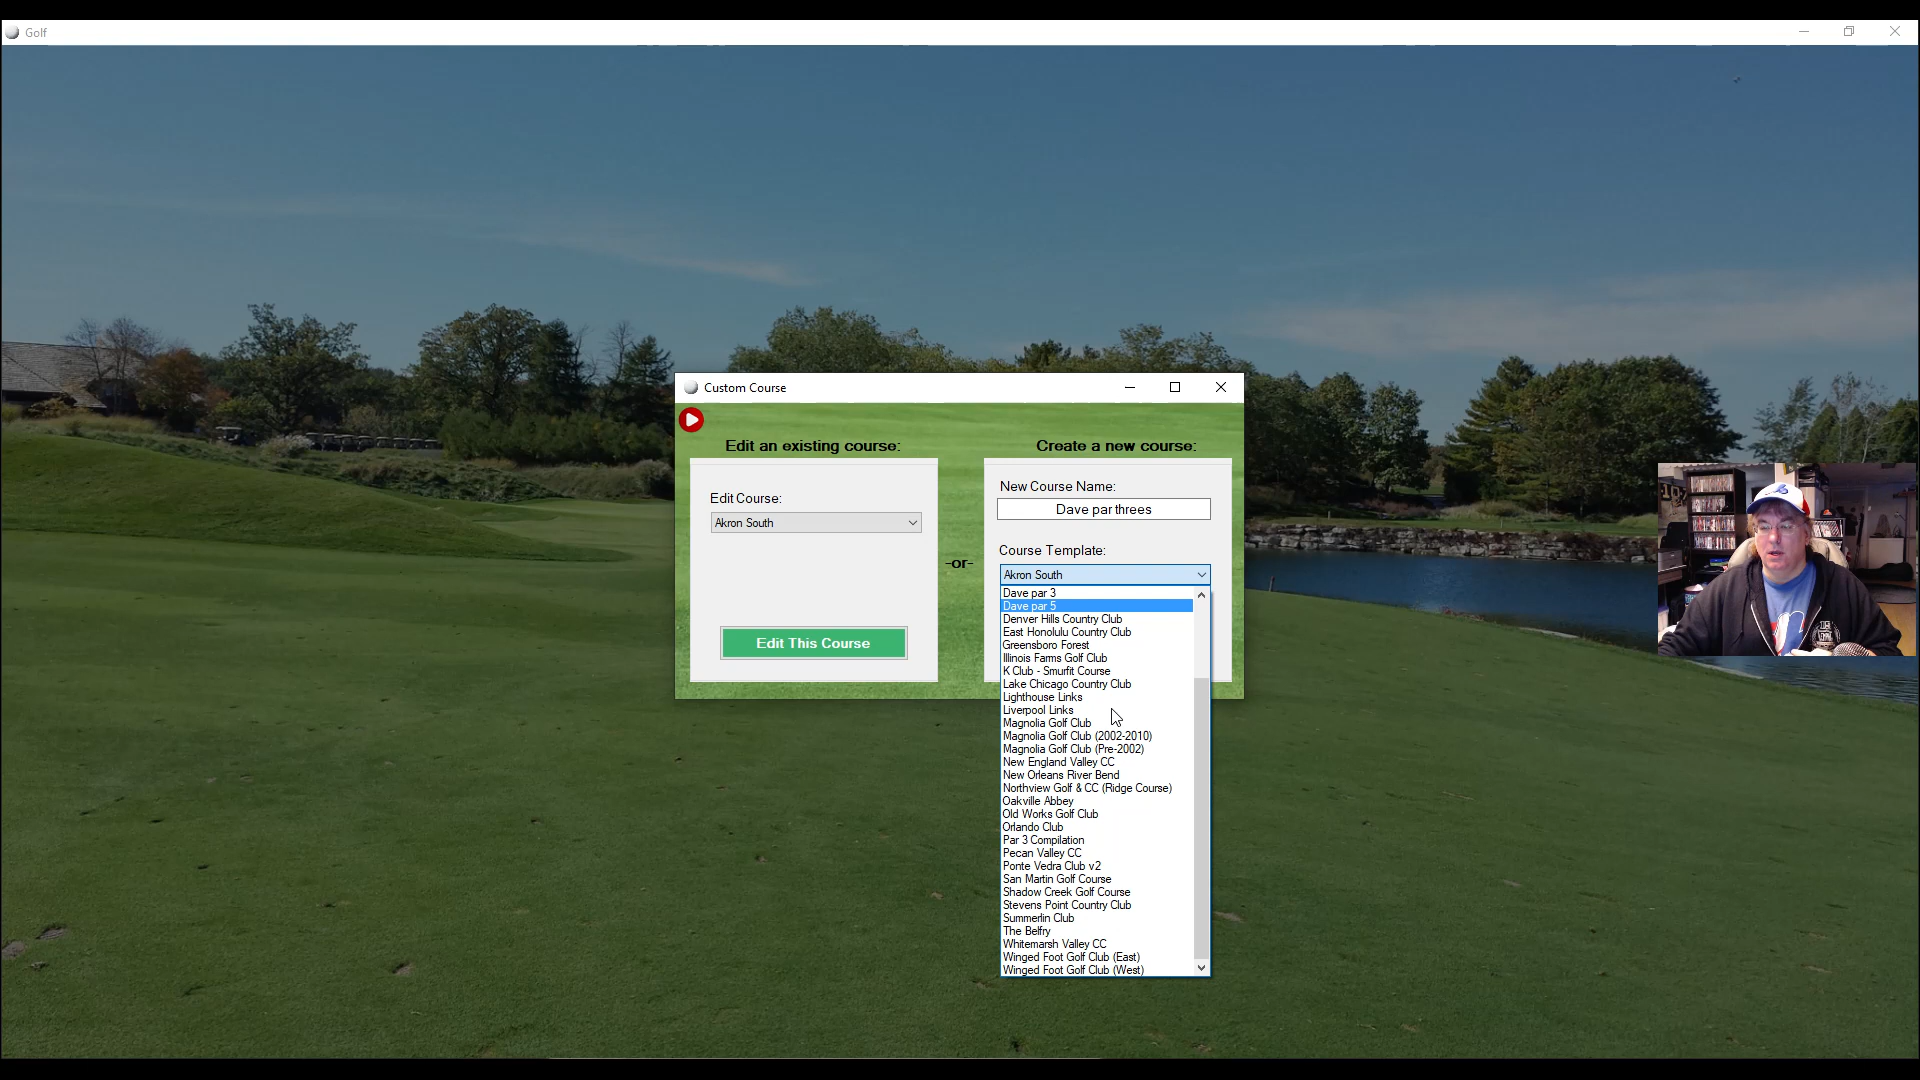 Golf
Custom Course
Edit an existing course:
Edit Course:
Akron South
Edit This Course
-or-
Create a new course:
New Course Name:
Dave par threes
Course Template:
Akron South
Dave par 3
Dave par 5
Denver Hills Country Club
East Honolulu Country Club
Greensboro Forest
Illinois Farms Golf Club
K Club - Smurfit Course
Lake Chicago Country Club
Lighthouse Links
Liverpool Links
Magnolia Golf Club
Magnolia Golf Club (2002-2010)
Magnolia Golf Club (Pre-2002)
New England Valley CC
New Orleans River Bend
Northview Golf & CC (Ridge Course)
Oakville Abbey
Old Works Golf Club
Orlando Club
Par 3 Compilation
Pecan Valley CC
Ponte Vedra Club v2
San Martin Golf Course
Shadow Creek Golf Course
Stevens Point Country Club
Summerlin Club
The Belfry
Whitemarsh Valley CC
Winged Foot Golf Club (East)
Winged Foot Golf Club (West)